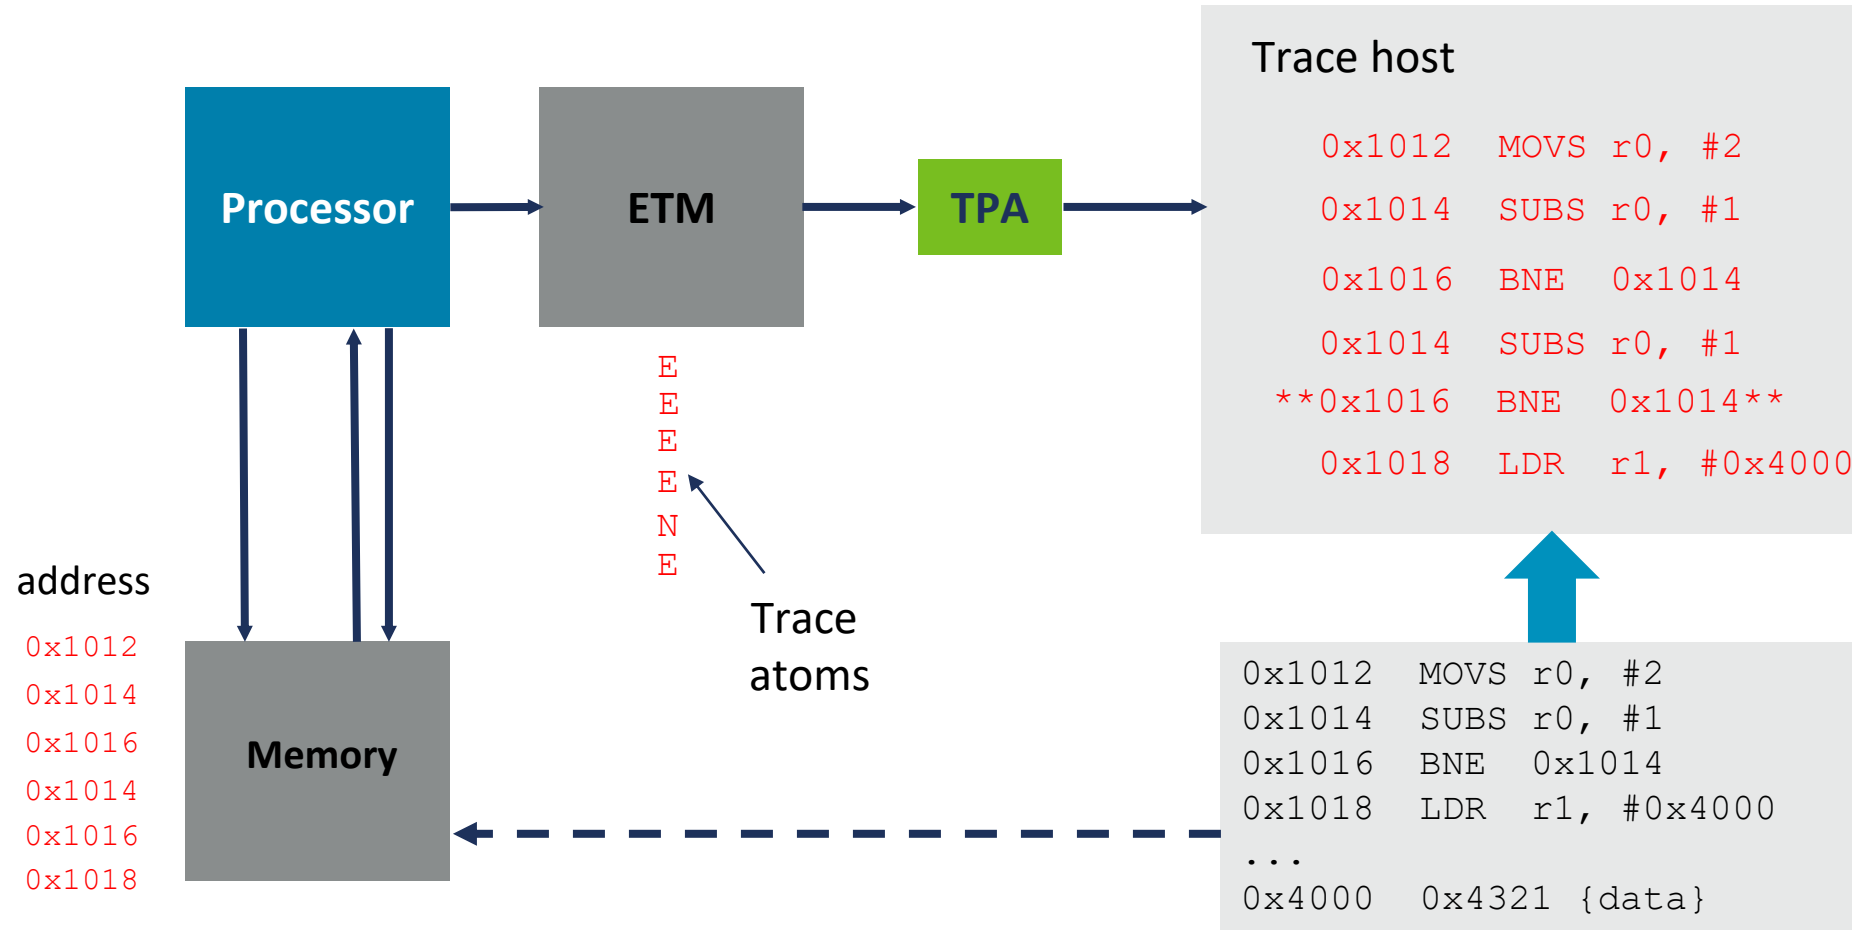 Trace host
0x1012 MOVS r0, #2
0x1014 SUBS r0, #1
0x1016 BNE 0x1014
0x1014 SUBS r0, #1
**0x1016 BNE 0x1014**
0x1018 LDR r1, #0x4000
Processor
ETM
TPA
E
E
E
E
N
E
Trace
atoms
address
0x1012
0x1014
0x1016
0x1014
0x1016
0x1018
Memory
0x1012 MOVS r0, #2
0x1014 SUBS r0, #1
0x1016 BNE 0x1014
0x1018 LDR r1, #0x4000
...
0x4000 0x4321 {data}